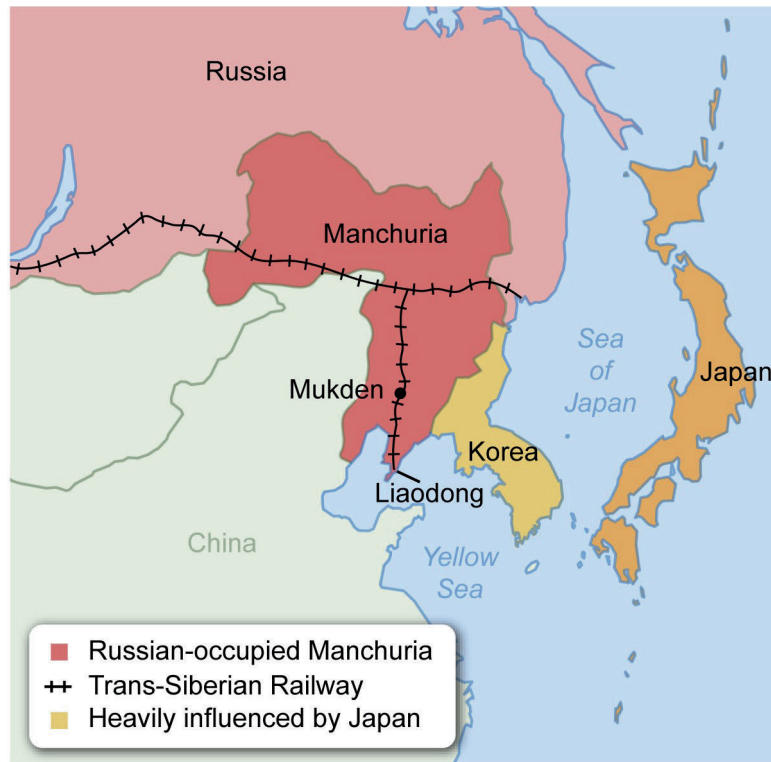 Russia
Manchuria
Sea
of
Japan
Japan
Mukden
Korea
Liaodong
China
Yellow
Sea
Russian-occupied Manchuria
Trans-Siberian Railway
Heavily influenced by Japan